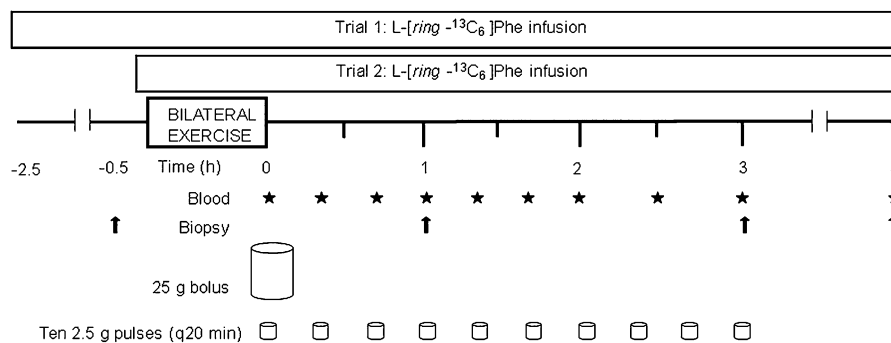 Trial 1: L-[ring -¹³C₆ ]Phe infusion
Trial 2: L-[ring -¹³C₆ ]Phe infusion
BILATERAL
EXERCISE
-2.5 -0.5 Time (h) 0 1 2 3
Blood
Biopsy
25 g bolus
Ten 2.5 g pulses (q20 min)